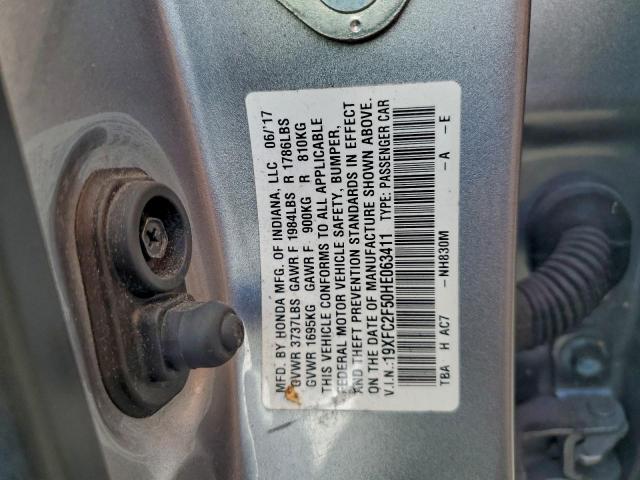 MFD. BY HONDA MFG. OF INDIANA, LLC 06/'17
GVWR 3737LBS GAWR F 1984LBS R 1786LBS
GVWR 1695KG GAWR F 900KG R 810KG
THIS VEHICLE CONFORMS TO ALL APPLICABLE
FEDERAL MOTOR VEHICLE SAFETY, BUMPER,
AND THEFT PREVENTION STANDARDS IN EFFECT
ON THE DATE OF MANUFACTURE SHOWN ABOVE.
V.I.N.:19XFC2F50HE063411 TYPE: PASSENGER CAR
TBA H AC7 -NH830M -A -E